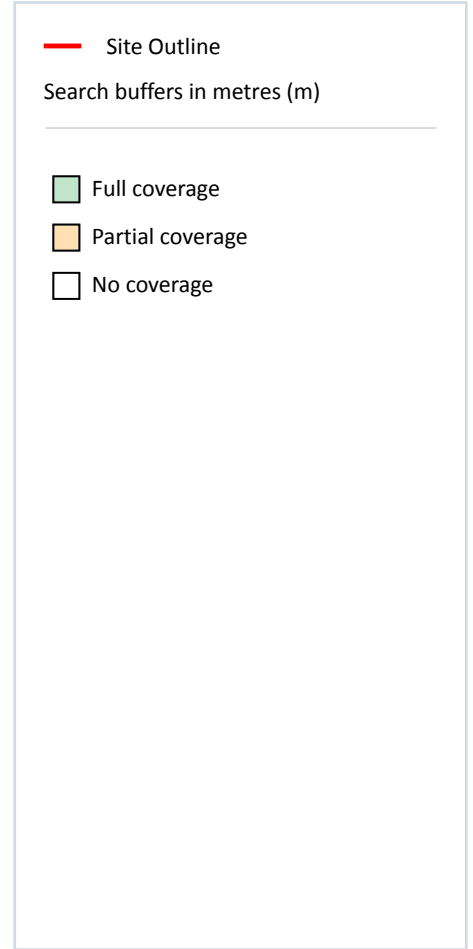 Site Outline
Search buffers in metres (m)
Full coverage
Partial coverage
No coverage